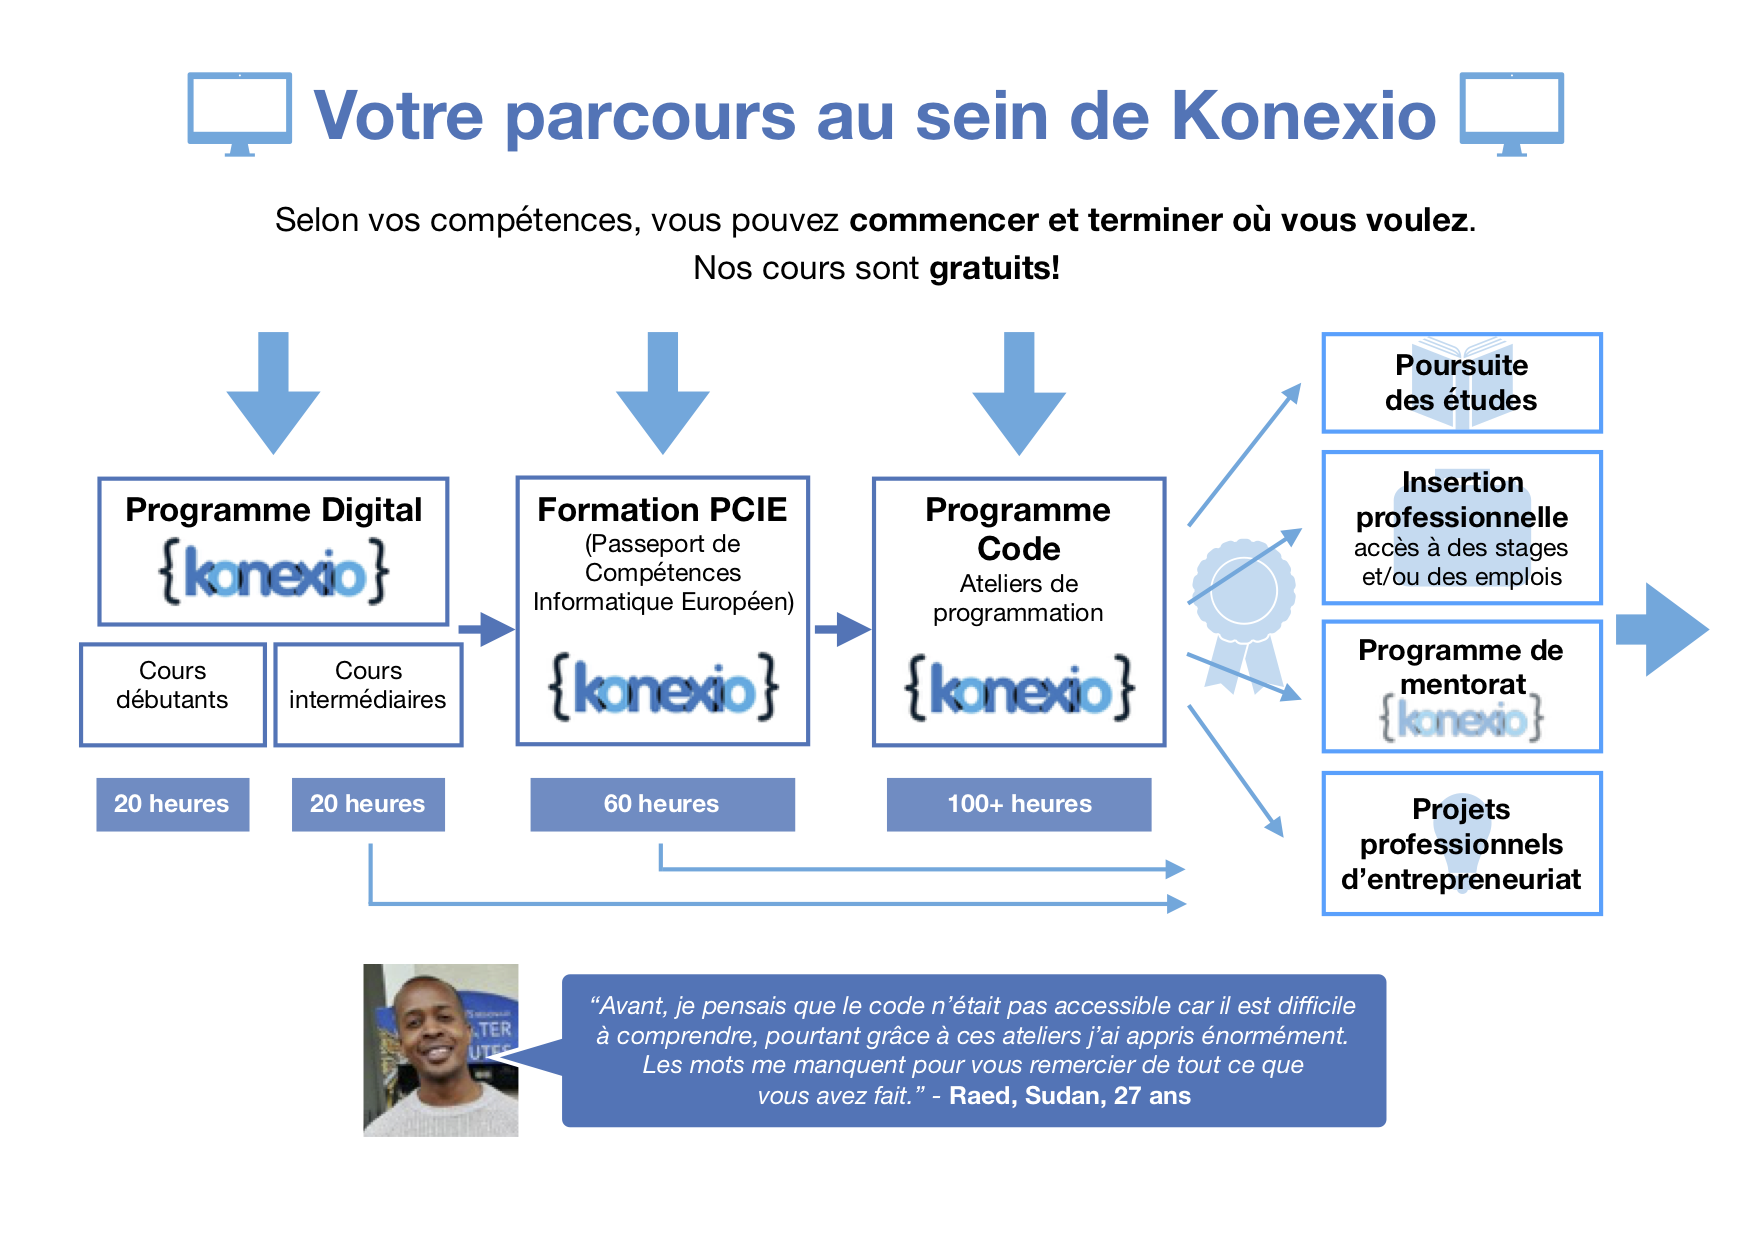 Votre parcours au sein de Konexio
Selon vos compétences, vous pouvez commencer et terminer où vous voulez.
Nos cours sont gratuits!
Programme Digital
{konexio}
Cours
débutants
Cours
intermédiaires
20 heures
20 heures
Formation PCIE
(Passeport de
Compétences
Informatique Européen)
{konexio}
60 heures
Programme
Code
Ateliers de
programmation
{konexio}
100+ heures
Poursuite
des études
Insertion
professionnelle
accès à des stages
et/ou des emplois
Programme de
mentorat
{konexio}
Projets
professionnels
d’entrepreneuriat
“Avant, je pensais que le code n’était pas accessible car il est difficile
à comprendre, pourtant grâce à ces ateliers j’ai appris énormément.
Les mots me manquent pour vous remercier de tout ce que
vous avez fait.” - Raed, Sudan, 27 ans